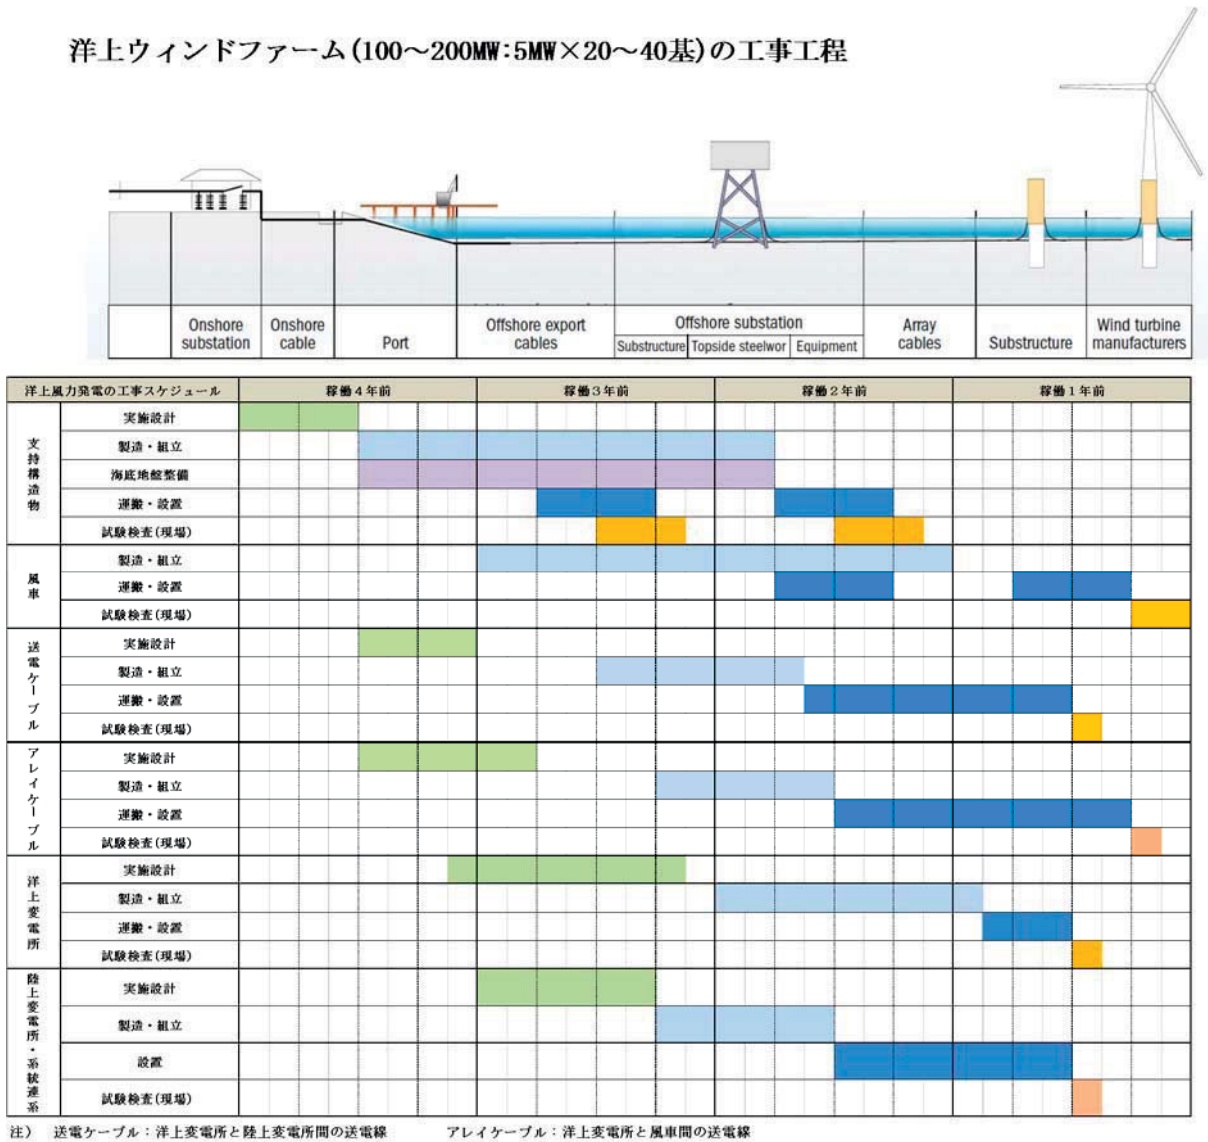 洋上ウィンドファーム(100～200MW:5MW×20～40基)の工事工程
Onshore substation
Onshore cable
Port
Offshore export cables
Offshore substation
Substructure
Topside steelwor
Equipment
Array cables
Substructure
Wind turbine manufacturers
洋上風力発電の工事スケジュール 稼働4年前 稼働3年前 稼働2年前 稼働1年前
支持構造物
実施設計
製造・組立
海底地盤整備
運搬・設置
試験検査(現場)
風車
製造・組立
運搬・設置
試験検査(現場)
送電ケーブル
実施設計
製造・組立
運搬・設置
試験検査(現場)
アレイケーブル
実施設計
製造・組立
運搬・設置
試験検査(現場)
洋上変電所
実施設計
製造・組立
運搬・設置
試験検査(現場)
陸上変電所・系統連系
実施設計
製造・組立
設置
試験検査(現場)
注) 送電ケーブル：洋上変電所と陸上変電所間の送電線 アレイケーブル：洋上変電所と風車間の送電線